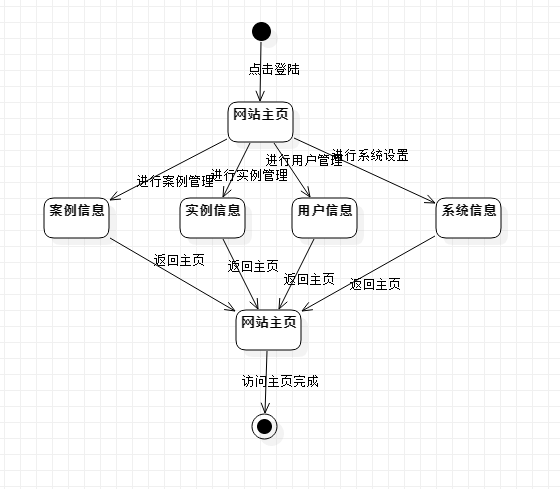 点击登陆
网站主页
进行案例管理
进行实例管理
进行用户管理
进行系统设置
案例信息
实例信息
用户信息
系统信息
返回主页
返回主页
返回主页
返回主页
网站主页
访问主页完成